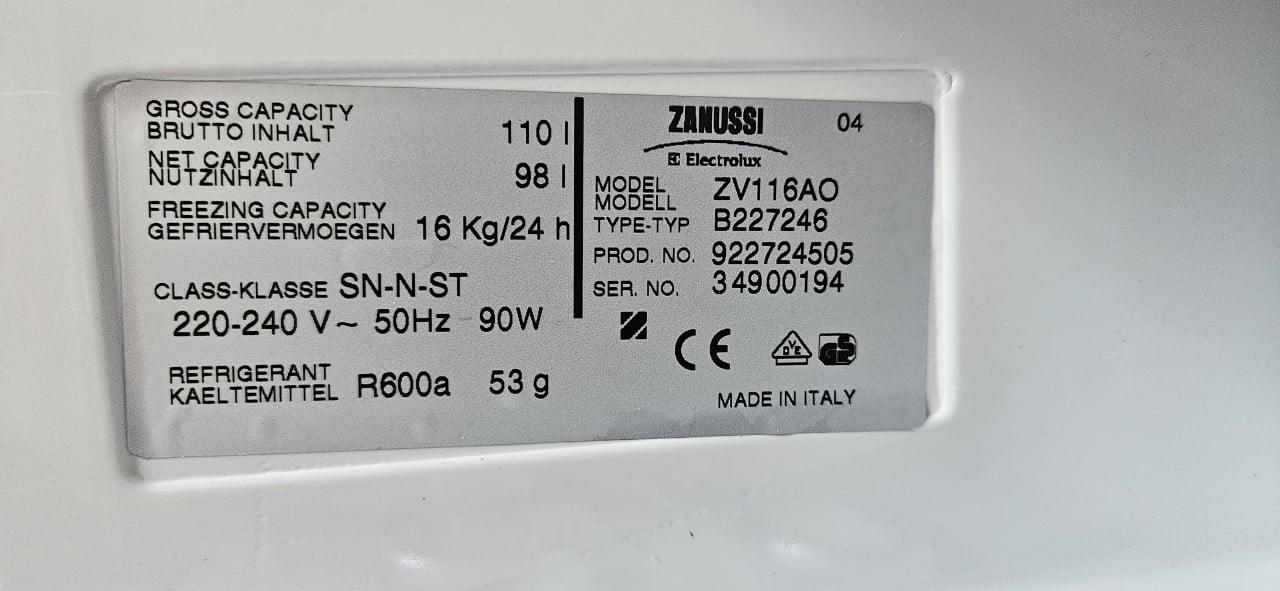 GROSS CAPACITY
BRUTTO INHALT 110 l
NET CAPACITY
NUTZINHALT 98 l
FREEZING CAPACITY
GEFRIERVERMOEGEN 16 Kg/24 h
CLASS-KLASSE SN-N-ST
220-240 V~ 50Hz 90W
REFRIGERANT
KAELTEMITTEL R600a 53 g
ZANUSSI 04
Electrolux
MODEL
MODELL ZV116AO
TYPE-TYP B227246
PROD. NO. 922724505
SER. NO. 34900194
CE DVE GS
MADE IN ITALY